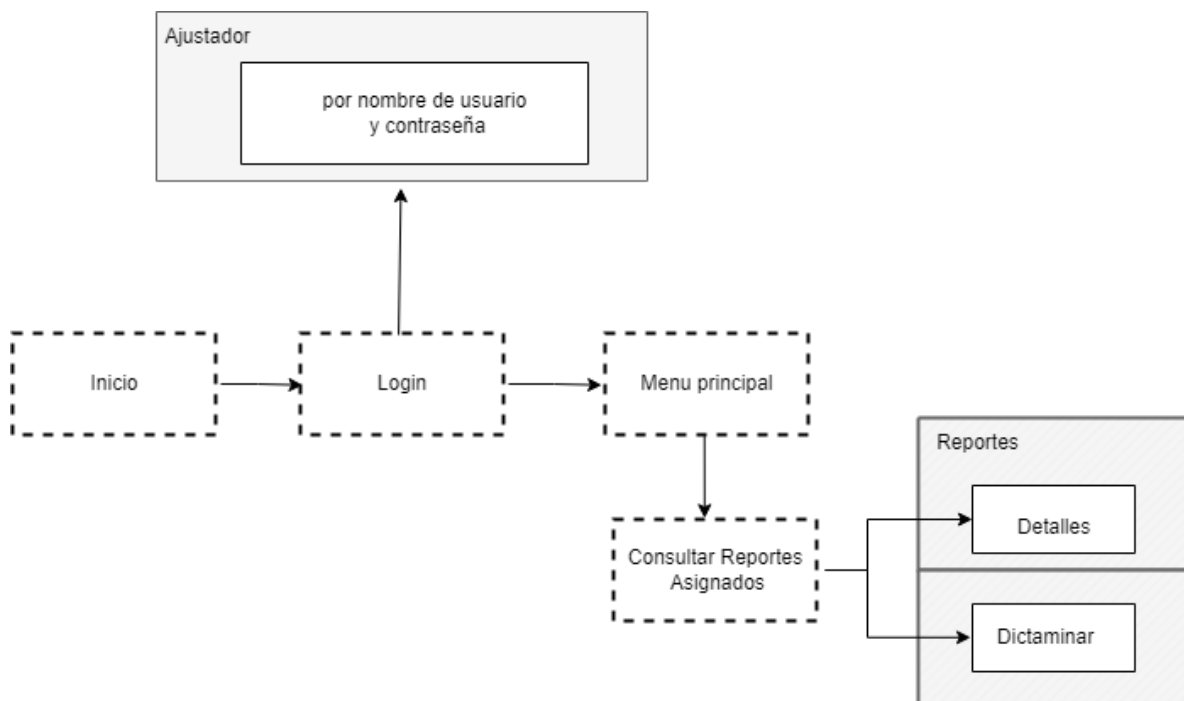 Ajustador
por nombre de usuario
y contraseña
Inicio
Login
Menu principal
Consultar Reportes
Asignados
Reportes
Detalles
Dictaminar